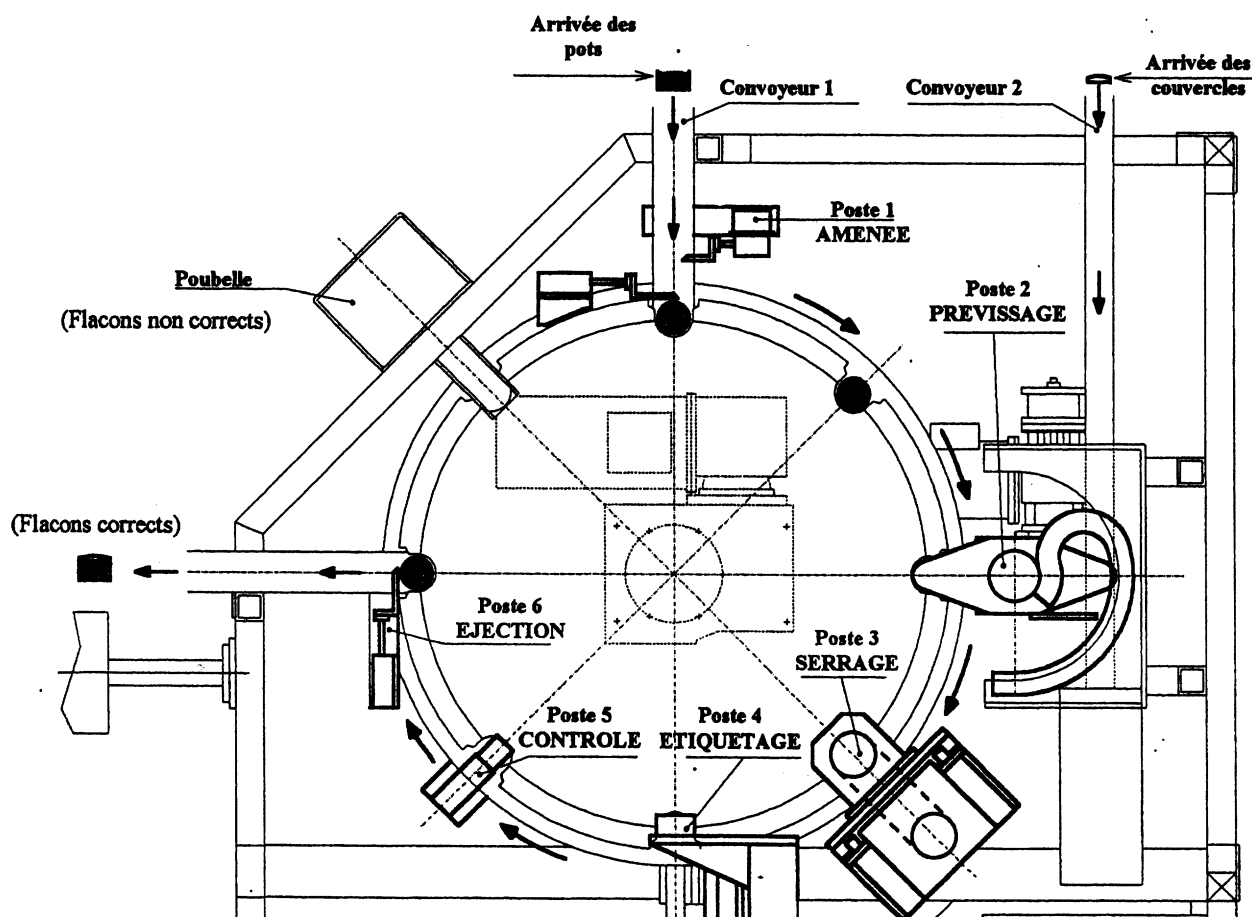 Arrivée des
pots
Convoyeur 1
Convoyeur 2
Arrivée des
couvercles
Poste 1
AMENEE
Poubelle
(Flacons non corrects)
Poste 2
PREVISSAGE
(Flacons corrects)
Poste 6
EJECTION
Poste 3
SERRAGE
Poste 5
CONTROLE
Poste 4
ETIQUETAGE